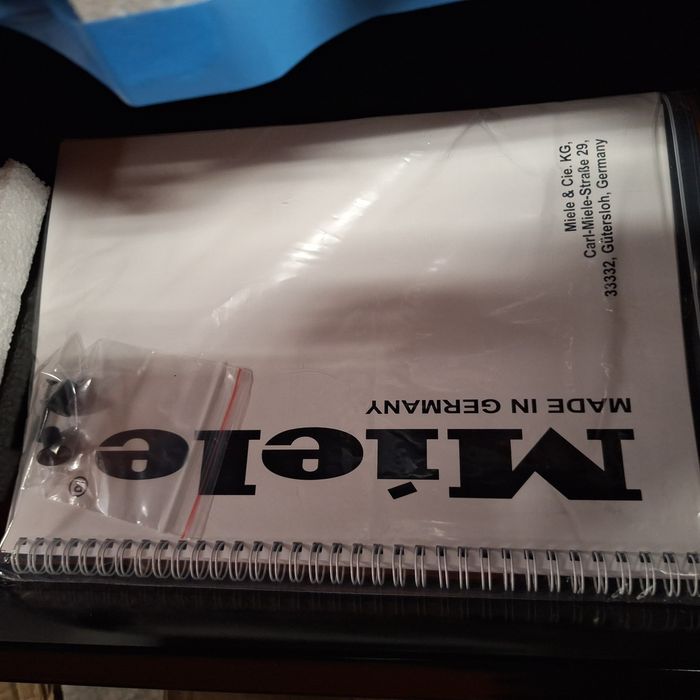 Miele
MADE IN GERMANY
Miele & Cie. KG,
Carl-Miele-Straße 29,
33332, Gütersloh, Germany